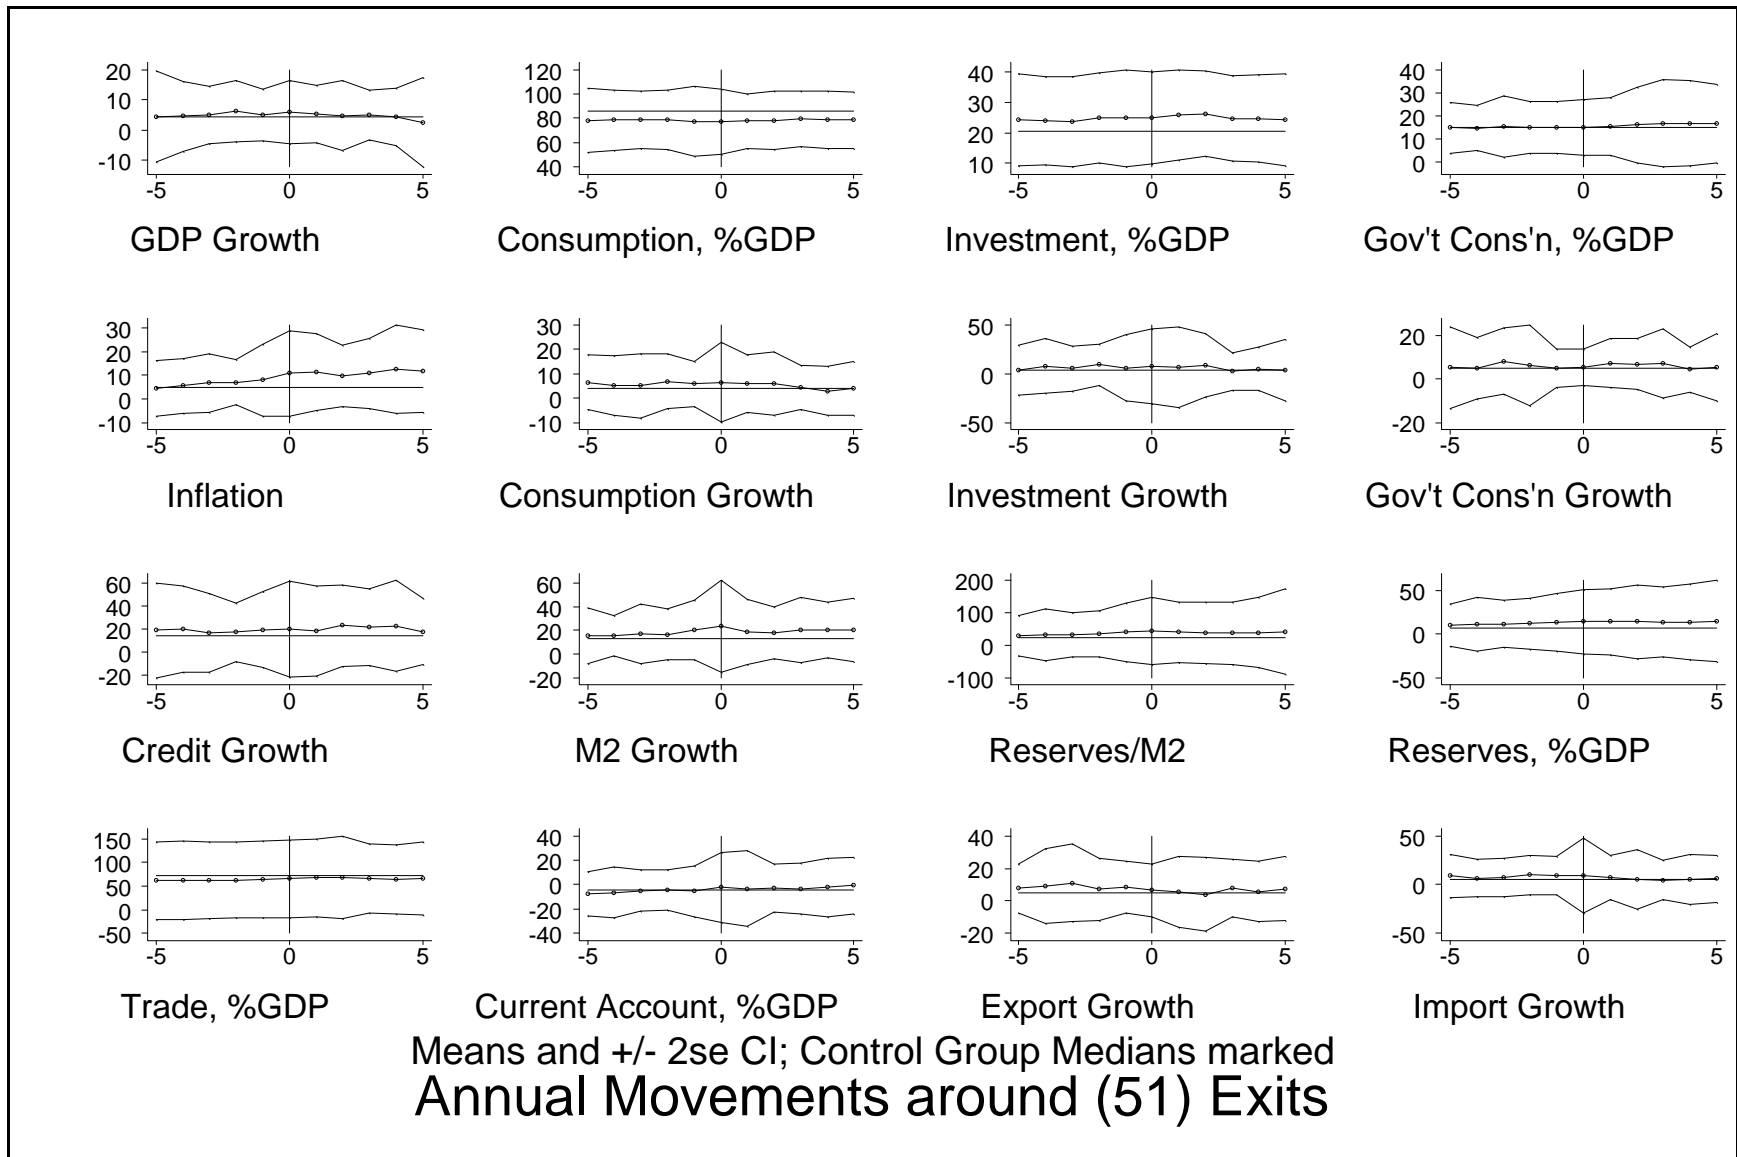 20
10
0
-10
-5 0 5
GDP Growth
120
100
80
60
40
-5 0 5
Consumption, %GDP
40
30
20
10
-5 0 5
Investment, %GDP
40
30
20
10
0
-5 0 5
Gov't Cons'n, %GDP
30
20
10
0
-10
-5 0 5
Inflation
30
20
10
0
-10
-5 0 5
Consumption Growth
50
0
-50
-5 0 5
Investment Growth
20
0
-20
-5 0 5
Gov't Cons'n Growth
60
40
20
0
-20
-5 0 5
Credit Growth
60
40
20
0
-20
-5 0 5
M2 Growth
200
100
0
-100
-5 0 5
Reserves/M2
50
0
-50
-5 0 5
Reserves, %GDP
150
100
50
0
-50
-5 0 5
Trade, %GDP
40
20
0
-20
-40
-5 0 5
Current Account, %GDP
40
20
0
-20
-5 0 5
Export Growth
50
0
-50
-5 0 5
Import Growth
Means and +/- 2se CI; Control Group Medians marked
Annual Movements around (51) Exits